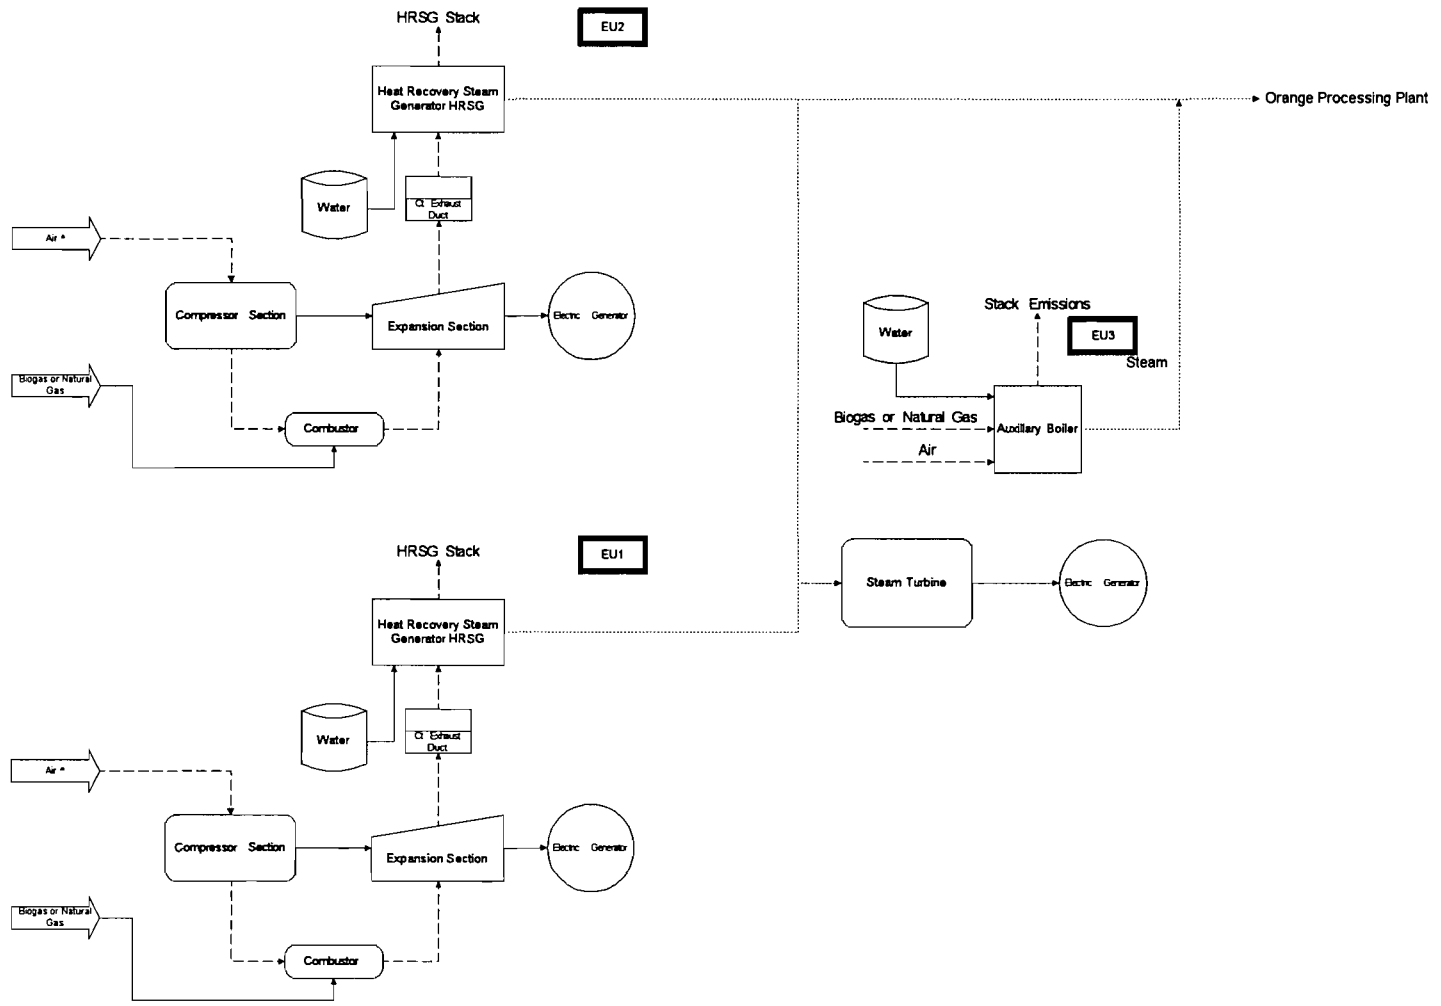 HRSG Stack
EU2
Heat Recovery Steam
Generator HRSG
Orange Processing Plant
Water
Ct Exhaust
Duct
Air *
Compressor Section
Expansion Section
Electric Generator
Biogas or Natural
Gas
Combustor
Stack Emissions
Water
EU3
Steam
Biogas or Natural Gas
Auxillary Boiler
Air
HRSG Stack
EU1
Heat Recovery Steam
Generator HRSG
Steam Turbine
Electric Generator
Water
Ct Exhaust
Duct
Air *
Compressor Section
Expansion Section
Electric Generator
Biogas or Natural
Gas
Combustor